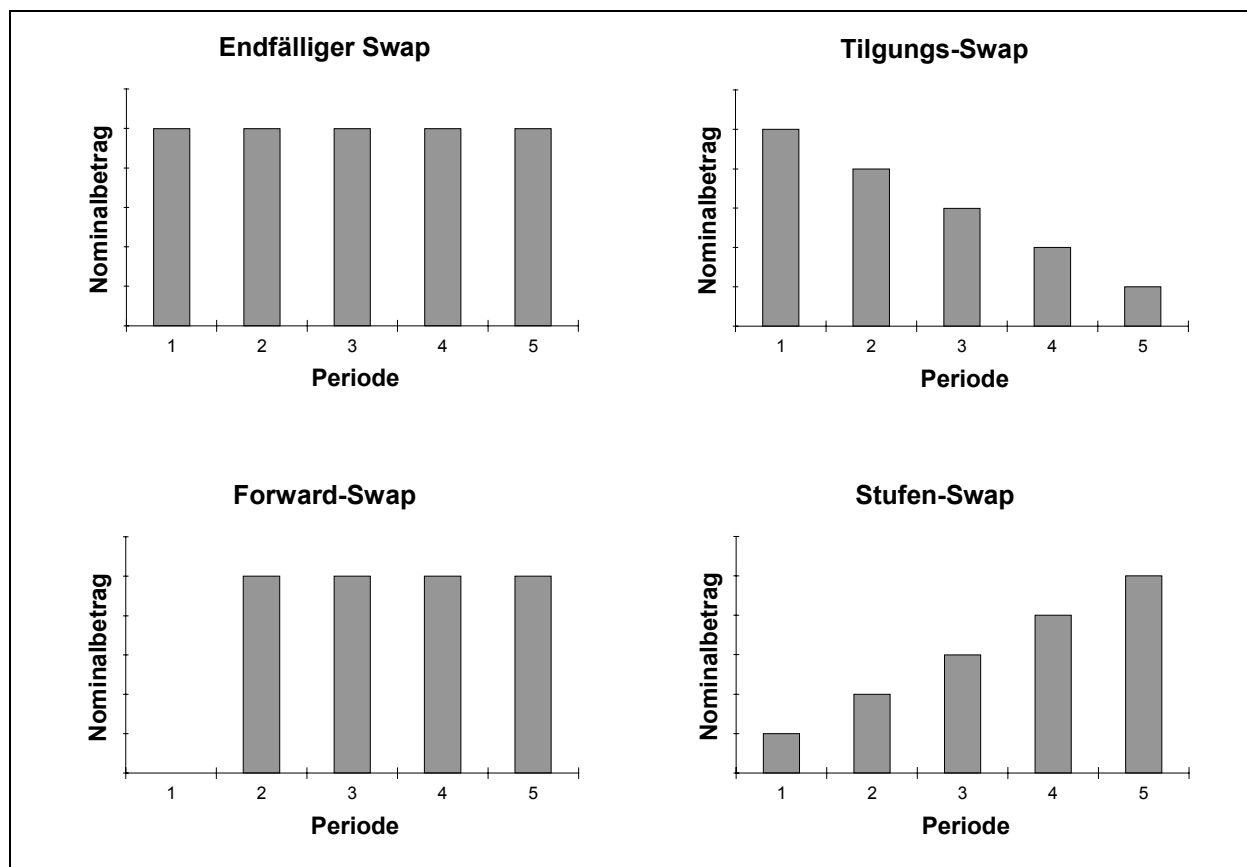 Endfälliger Swap
Nominalbetrag
1 2 3 4 5
Periode
Tilgungs-Swap
Nominalbetrag
1 2 3 4 5
Periode
Forward-Swap
Nominalbetrag
1 2 3 4 5
Periode
Stufen-Swap
Nominalbetrag
1 2 3 4 5
Periode